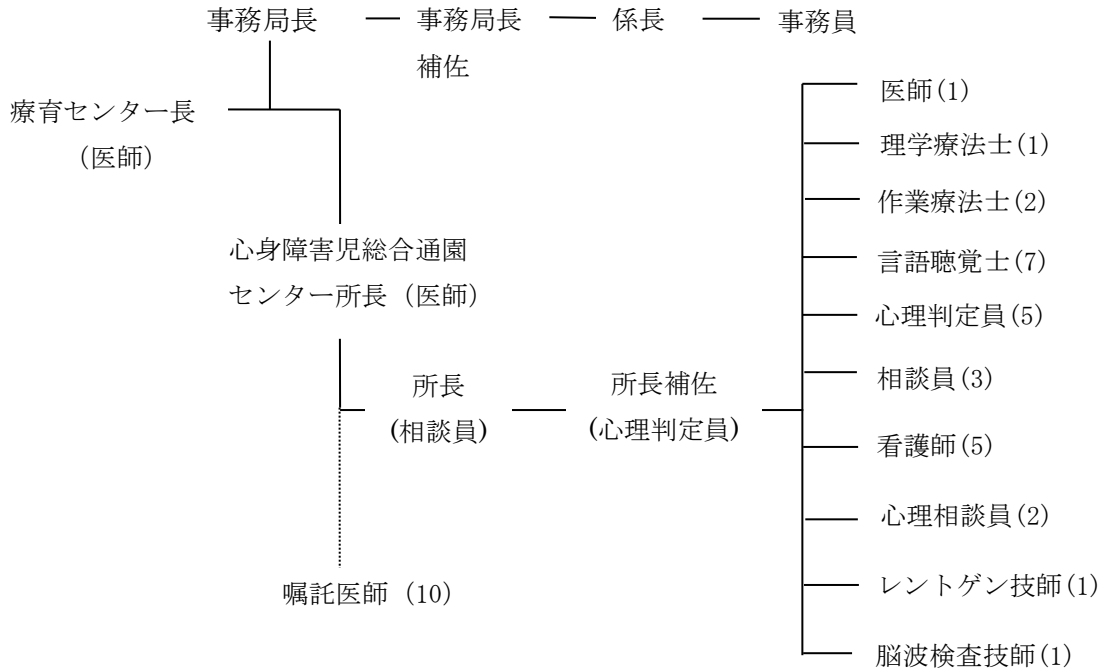 事務局長
事務局長
補佐
係長
事務員
療育センター長
(医師)
心身障害児総合通園
センター所長(医師)
所長
(相談員)
所長補佐
(心理判定員)
嘱託医師(10)
医師(1)
理学療法士(1)
作業療法士(2)
言語聴覚士(7)
心理判定員(5)
相談員(3)
看護師(5)
心理相談員(2)
レントゲン技師(1)
脳波検査技師(1)